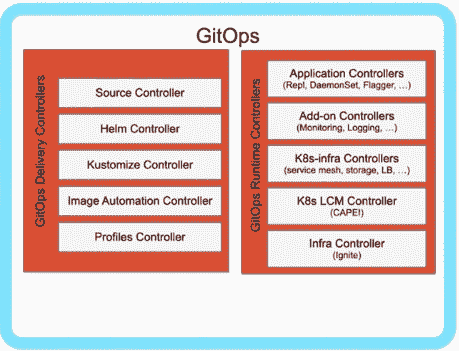 GitOps
GitOps Delivery Controllers
Source Controller
Helm Controller
Kustomize Controller
Image Automation Controller
Profiles Controller
GitOps Runtime Controllers
Application Controllers
(Repl, DaemonSet, Flagger, ...)
Add-on Controllers
(Monitoring, Logging, ...)
K8s-infra Controllers
(service mesh, storage, LB, ...)
K8s LCM Controller
(CAPEI)
Infra Controller
(Ignite)